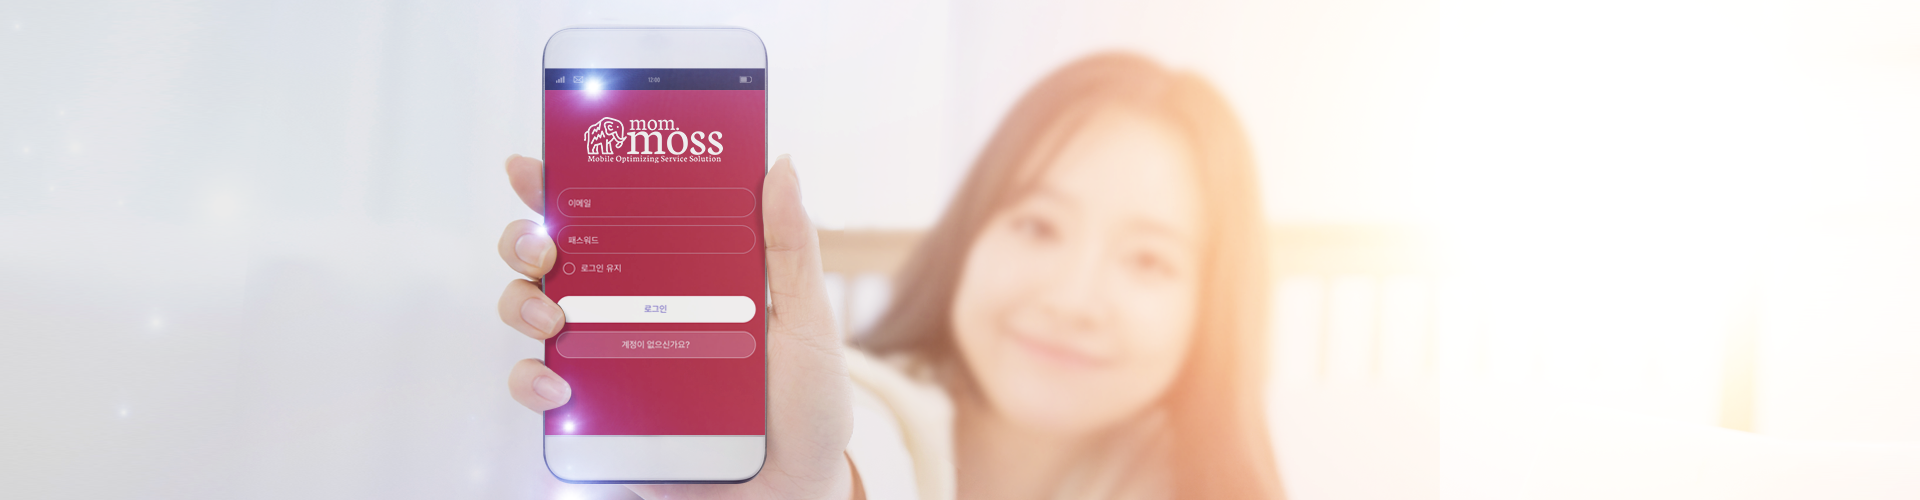 12:00
mom.
moss
Mobile Optimizing Service Solution
이메일
패스워드
로그인 유지
로그인
계정이 없으신가요?